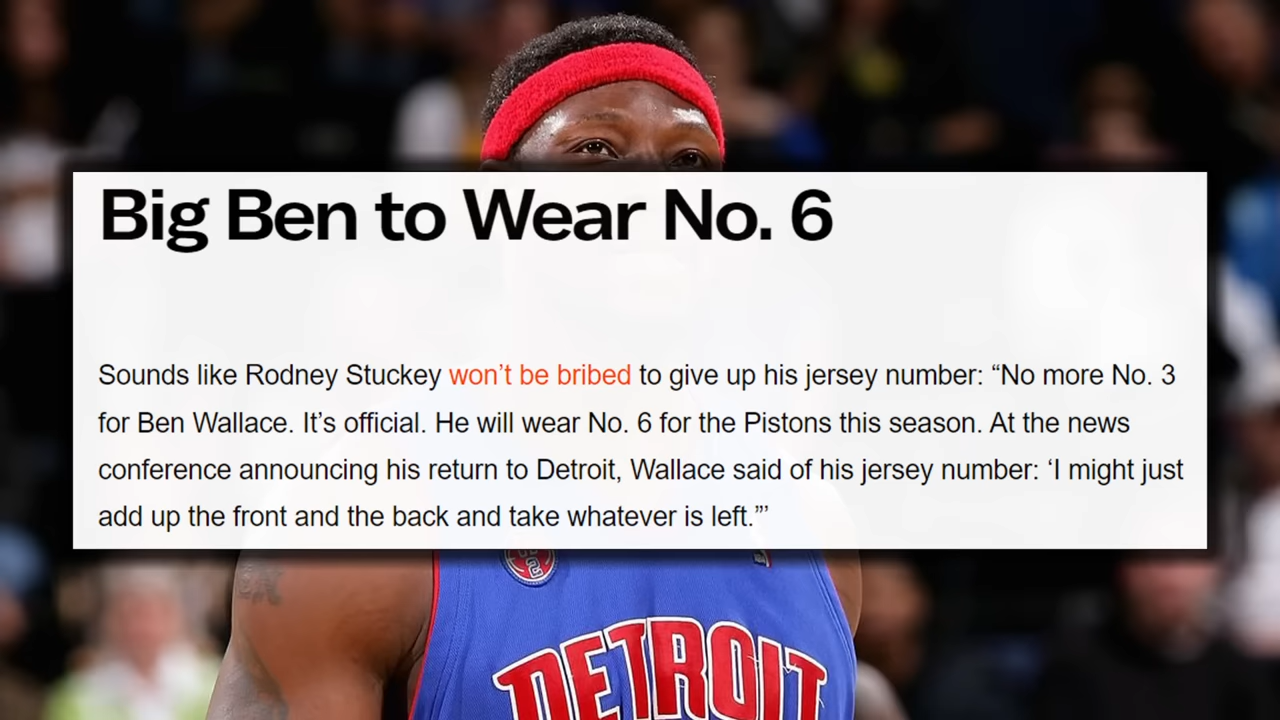 Big Ben to Wear No. 6
Sounds like Rodney Stuckey won’t be bribed to give up his jersey number: “No more No. 3
for Ben Wallace. It’s official. He will wear No. 6 for the Pistons this season. At the news
conference announcing his return to Detroit, Wallace said of his jersey number: ‘I might just
add up the front and the back and take whatever is left.”’
DETROIT